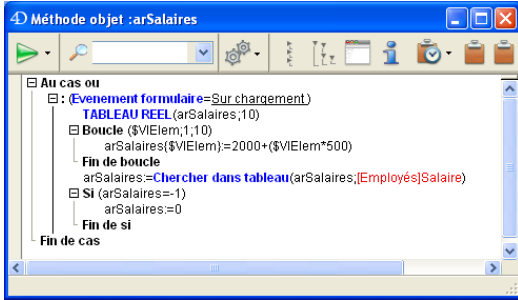 Méthode objet :arSalaires
Au cas ou
: (Evenement formulaire=Sur chargement)
TABLEAU REEL(arSalaires;10)
Boucle ($VlElem;1;10)
arSalaires{$VlElem}:=2000+($VlElem*500)
Fin de boucle
arSalaires:=Chercher dans tableau(arSalaires;[Employés]Salaire)
Si (arSalaires=-1)
arSalaires:=0
Fin de si
Fin de cas